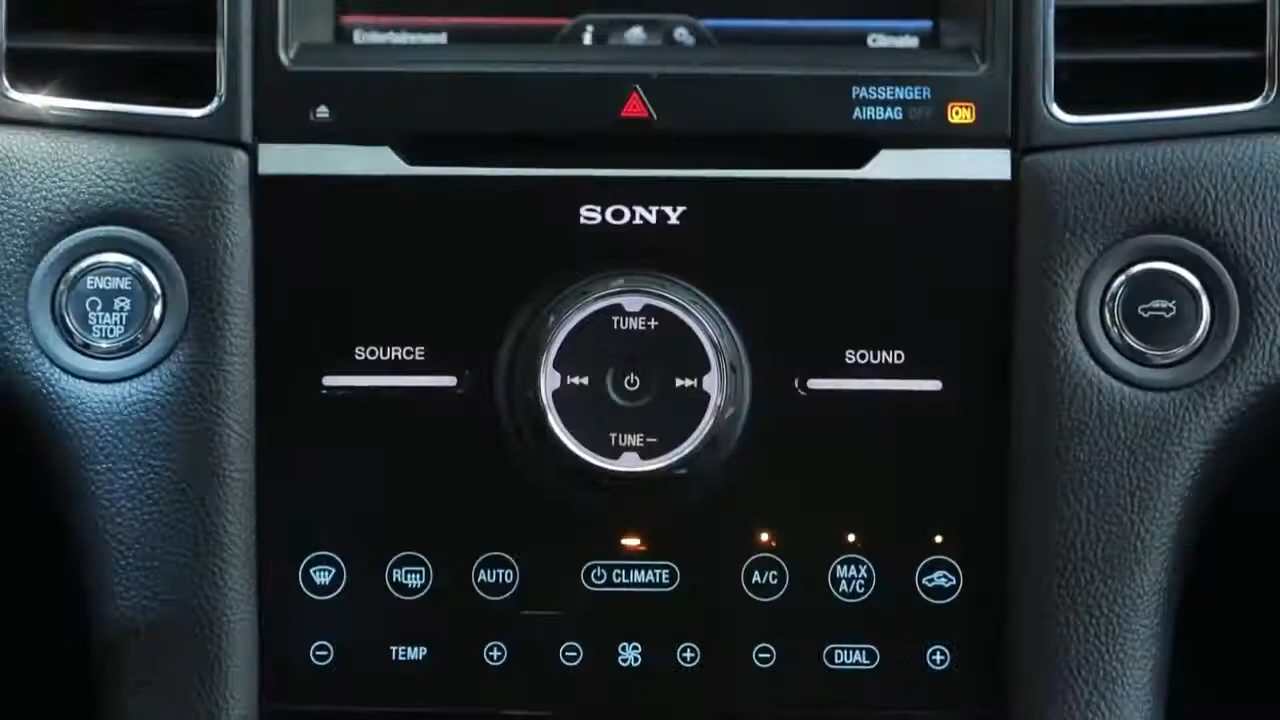 Entertainment
Climate
PASSENGER
AIRBAG OFF ON
SONY
ENGINE
START
STOP
TUNE+
SOURCE
SOUND
TUNE−
R
AUTO
CLIMATE
A/C
MAX
A/C
TEMP
DUAL